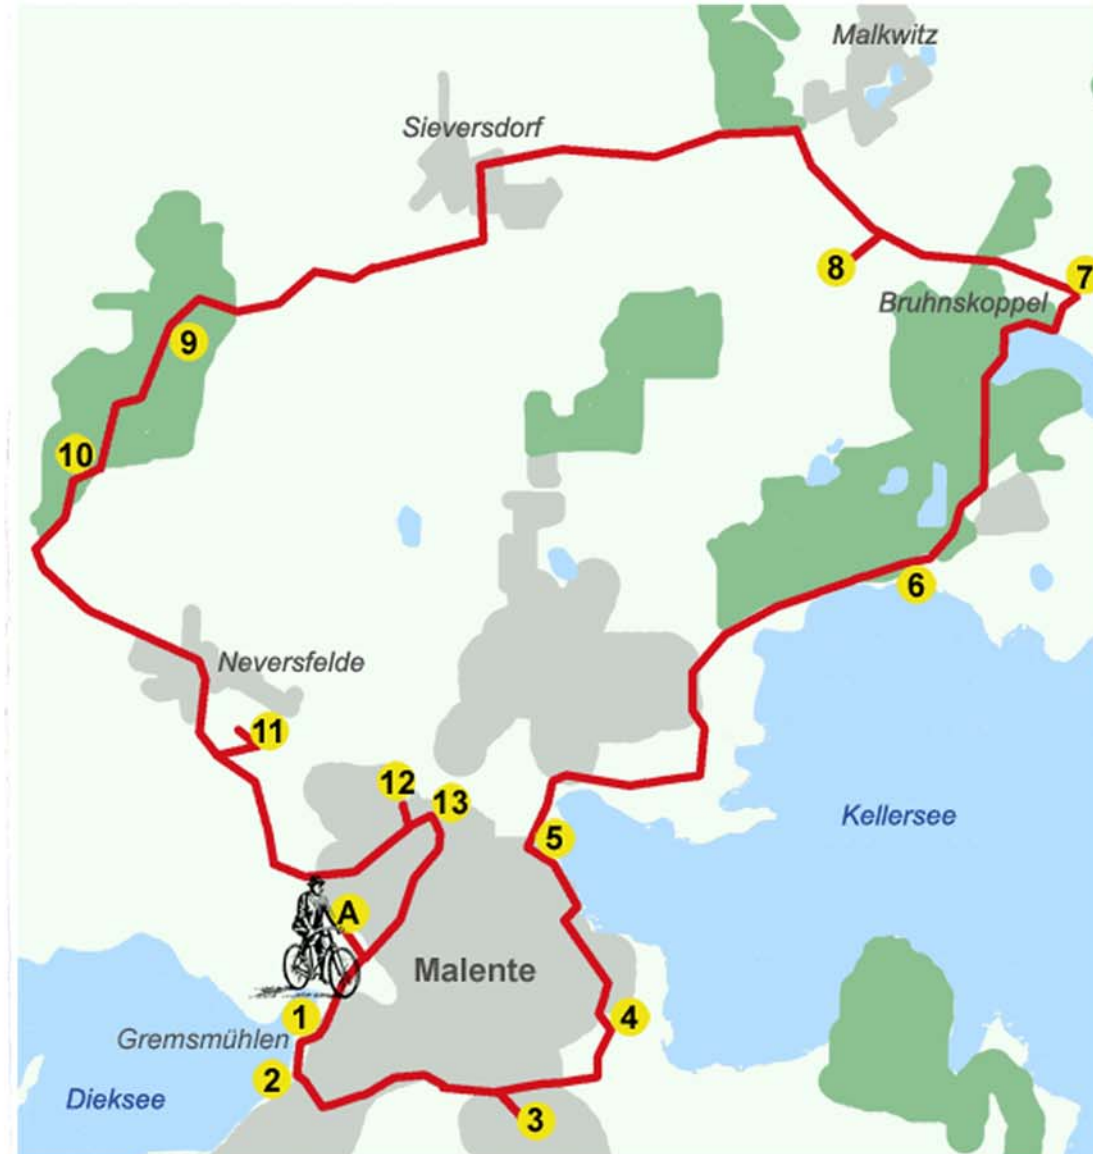 Malkwitz
Sieversdorf
8
7
Bruhnskoppel
9
10
6
Neversfelde
11
12
13
Kellersee
5
A
Malente
1
4
Gremsmühlen
2
Dieksee
3